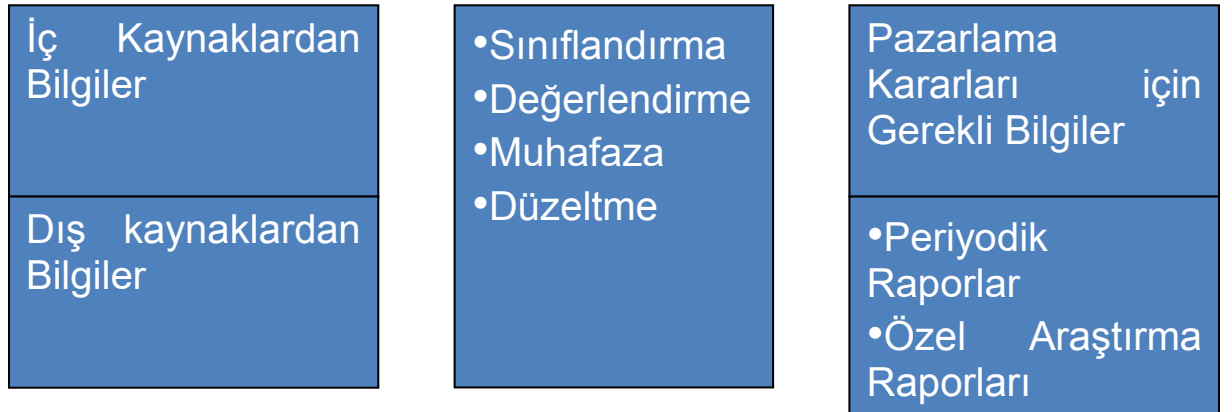 İç Kaynaklardan
Bilgiler
Dış kaynaklardan
Bilgiler
•Sınıflandırma
•Değerlendirme
•Muhafaza
•Düzeltme
Pazarlama
Kararları için
Gerekli Bilgiler
•Periyodik
Raporlar
•Özel Araştırma
Raporları